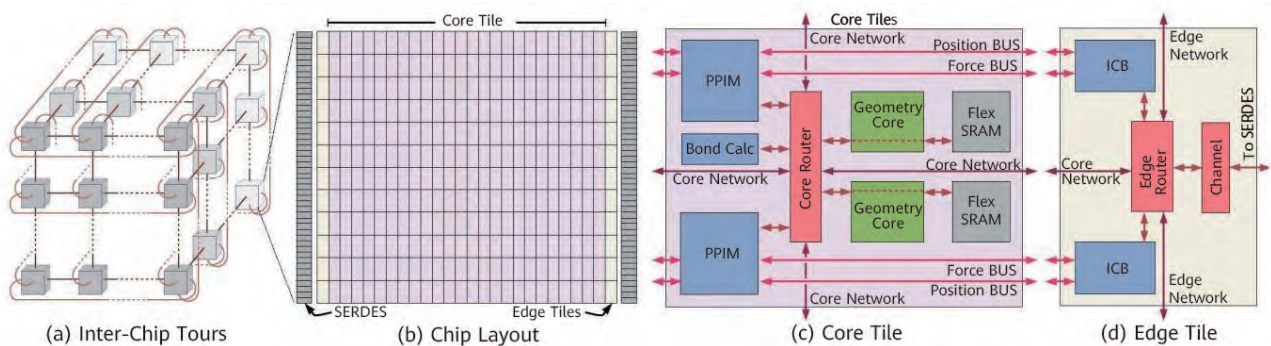 Core Tile
SERDES
Edge Tiles
(a) Inter-Chip Tours
(b) Chip Layout
Core Tiles
Core Network
Position BUS
Force BUS
PPIM
Bond Calc
Core Router
Geometry
Core
Flex
SRAM
Core Network
Core Network
Geometry
Core
Flex
SRAM
PPIM
Force BUS
Position BUS
Core Network
(c) Core Tile
Edge
Network
ICB
Core
Network
Edge
Router
Channel
To SERDES
ICB
Edge
Network
(d) Edge Tile